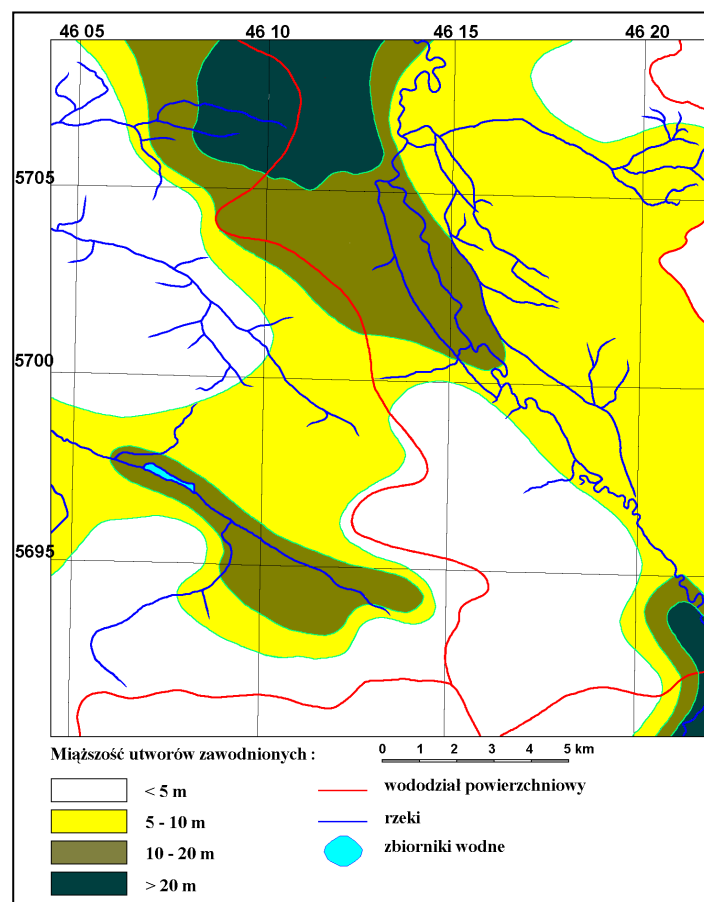 46 05 46 10 46 15 46 20
5705
5700
5695
Miąższość utworów zawodnionych :
0 1 2 3 4 5 km
< 5 m
5 - 10 m
10 - 20 m
> 20 m
wododział powierzchniowy
rzeki
zbiorniki wodne